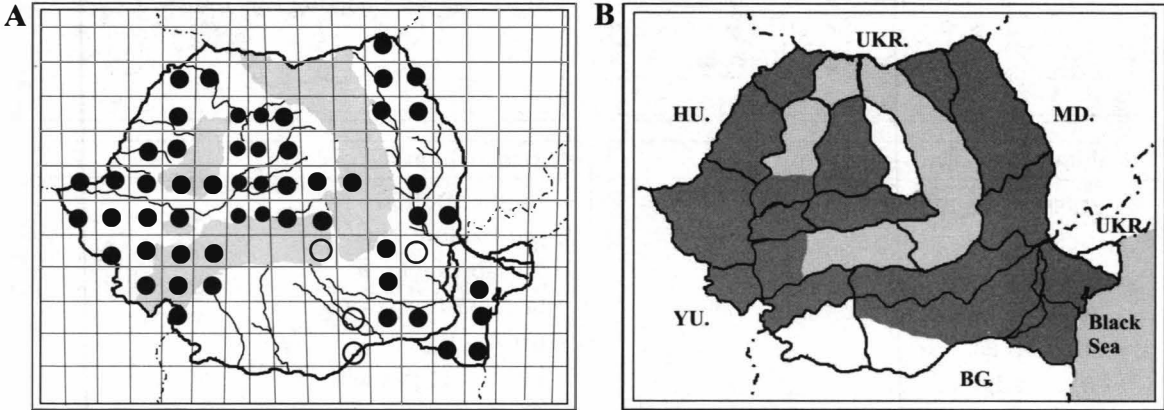 A
B
UKR.
HU.
MD.
UKR.
YU.
Black
Sea
BG.